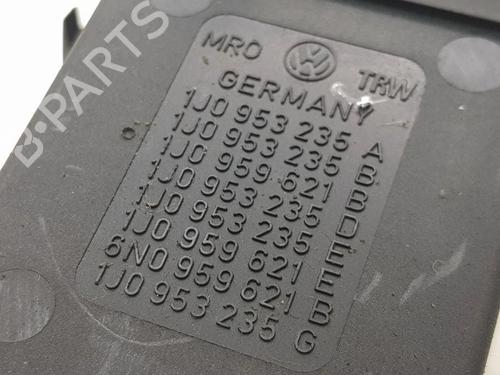 MRO VW TRW
GERMANY
1J0 953 235 A
1J0 953 235 B
1J0 959 621 B
1J0 953 235 D
1J0 953 235 E
1J0 959 621 E
6N0 959 621 B
1J0 953 235 G
B-PARTS